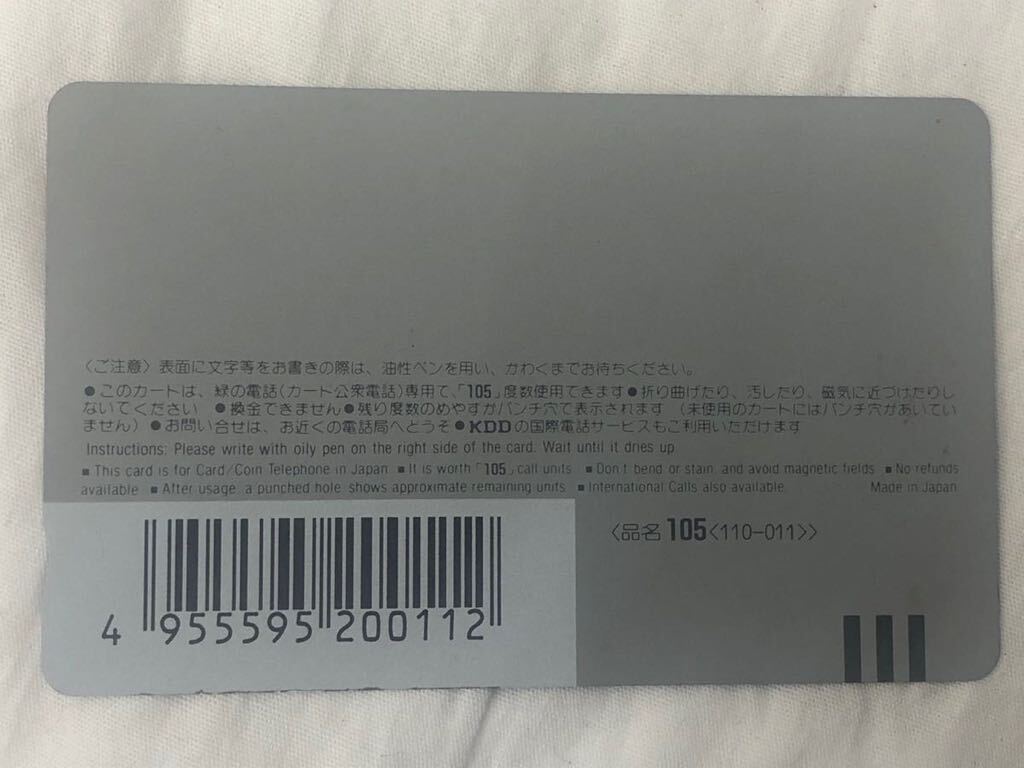 〈ご注意〉表面に文字等をお書きの際は、油性ペンを用い、かわくまでお待ちください。
●このカードは、緑の電話(カード公衆電話)専用で、「105」度数使用できます●折り曲げたり、汚したり、磁気に近づけたりし
ないでください ●換金できません●残り度数のめやすがパンチ穴で表示されます (未使用のカードにはパンチ穴があいてい
ません)●お問い合せは、お近くの電話局へどうぞ●KDDの国際電話サービスもご利用いただけます
Instructions: Please write with oily pen on the right side of the card. Wait until it dries up
■This card is for Card/Coin Telephone in Japan ■It is worth「105」call units ■Don't bend or stain, and avoid magnetic fields ■No refunds
available ■After usage, a punched hole shows approximate remaining units ■International Calls also available. Made in Japan
〈品名 105〈110-011〉〉
4 955595 200112